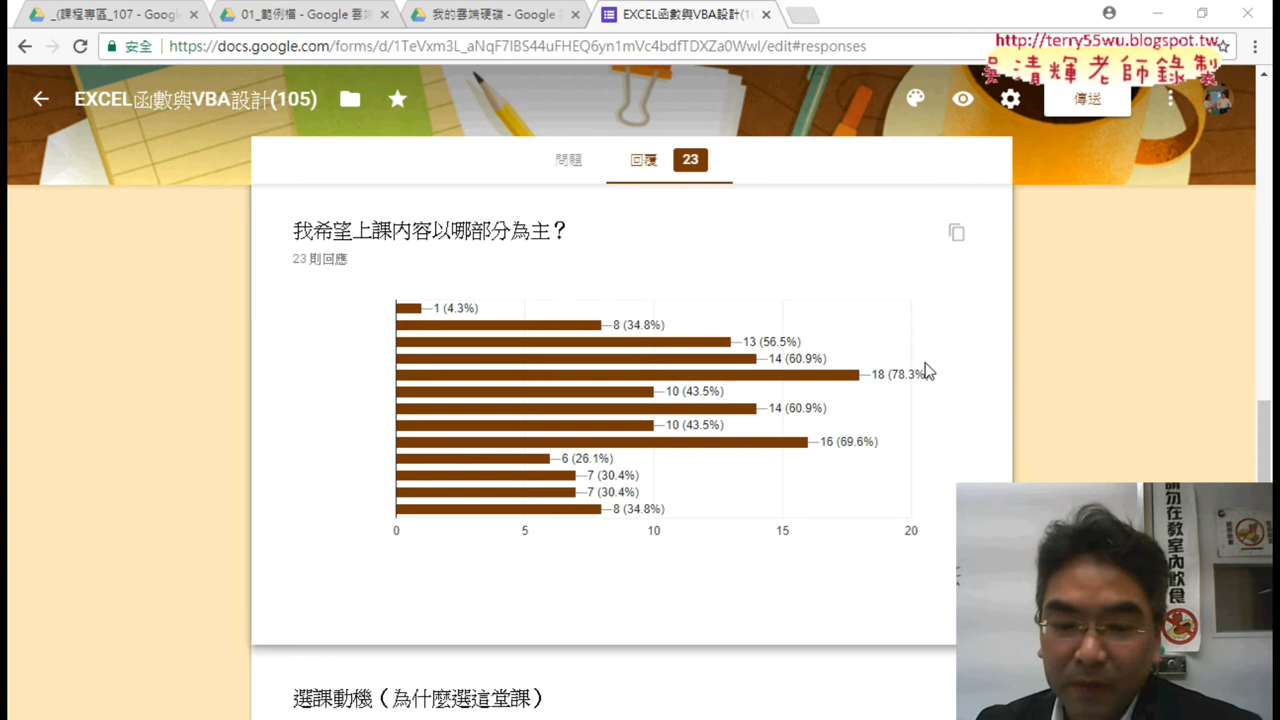 _(課程專區_107 - Googl
01_範例檔 - Google 雲端
我的雲端硬碟 - Google
EXCEL函數與VBA設計(1
安全
https://docs.google.com/forms/d/1TeVxm3L_aNqF7IBS44uFHEQ6yn1mVc4bdfTDXZa0WwI/edit#responses
http://terry55wu.blogspot.tw
吳清輝老師錄製
EXCEL函數與VBA設計(105)
傳送
問題
回覆
23
我希望上課內容以哪部分為主？
23 則回應
1 (4.3%)
8 (34.8%)
13 (56.5%)
14 (60.9%)
18 (78.3%
10 (43.5%)
14 (60.9%)
10 (43.5%)
16 (69.6%)
6 (26.1%)
7 (30.4%)
7 (30.4%)
8 (34.8%)
0
5
10
15
20
請勿在教室內飲食
選課動機（為什麼選這堂課）